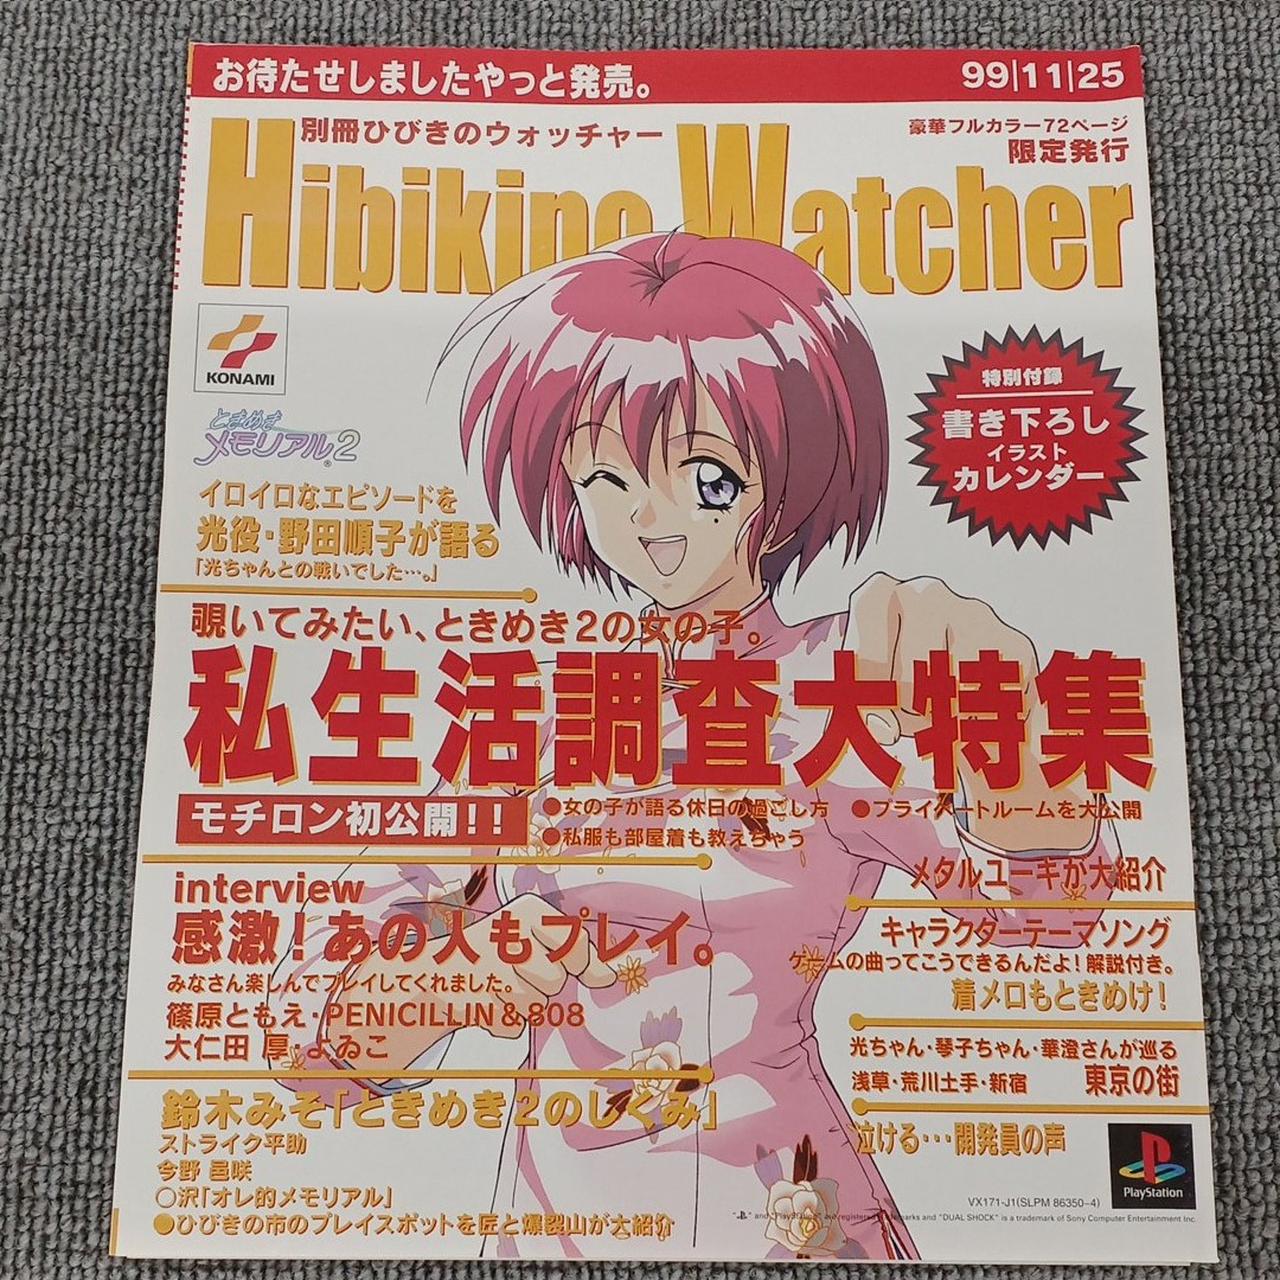 お待たせしましたやっと発売。
99|11|25
別冊ひびきのウォッチャー
豪華フルカラー72ページ
限定発行
Hibikino Watcher
KONAMI
ときめき
メモリアル2
特別付録
書き下ろし
イラスト
カレンダー
イロイロなエピソードを
光役・野田順子が語る
「光ちゃんとの戦いでした…。」
覗いてみたい、ときめき2の女の子。
私生活調査大特集
モチロン初公開!!
●女の子が語る休日の過ごし方 ●プライベートルームを大公開
●私服も部屋着も教えちゃう
interview
感激!あの人もプレイ。
みなさん楽しんでプレイしてくれました。
篠原ともえ・PENICILLIN&808
大仁田 厚・よゐこ
メタルユーキが大紹介
キャラクターテーマソング
ゲームの曲ってこうできるんだよ!解説付き。
着メロもときめけ!
光ちゃん・琴子ちゃん・華澄さんが巡る
浅草・荒川土手・新宿 東京の街
泣ける…開発員の声
鈴木みそ「ときめき2のしくみ」
ストライク平助
今野 邑咲
○沢「オレ的メモリアル」
●ひびきの市のプレイスポットを匠と爆裂山が大紹介
PlayStation
VX171-J1(SLPM 86350~4)
" " and "PlayStation" are registered trademarks and "DUAL SHOCK" is a trademark of Sony Computer Entertainment Inc.